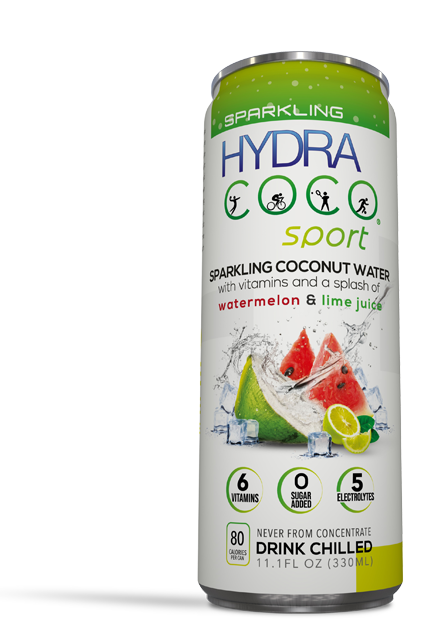 SPARKLING
HYDRA
COCO®
sport
SPARKLING COCONUT WATER
with vitamins and a splash of
watermelon & lime juice
6
VITAMINS
0
SUGAR
ADDED
5
ELECTROLYTES
80
CALORIES
PER CAN
NEVER FROM CONCENTRATE
DRINK CHILLED
11.1FL OZ (330ML)